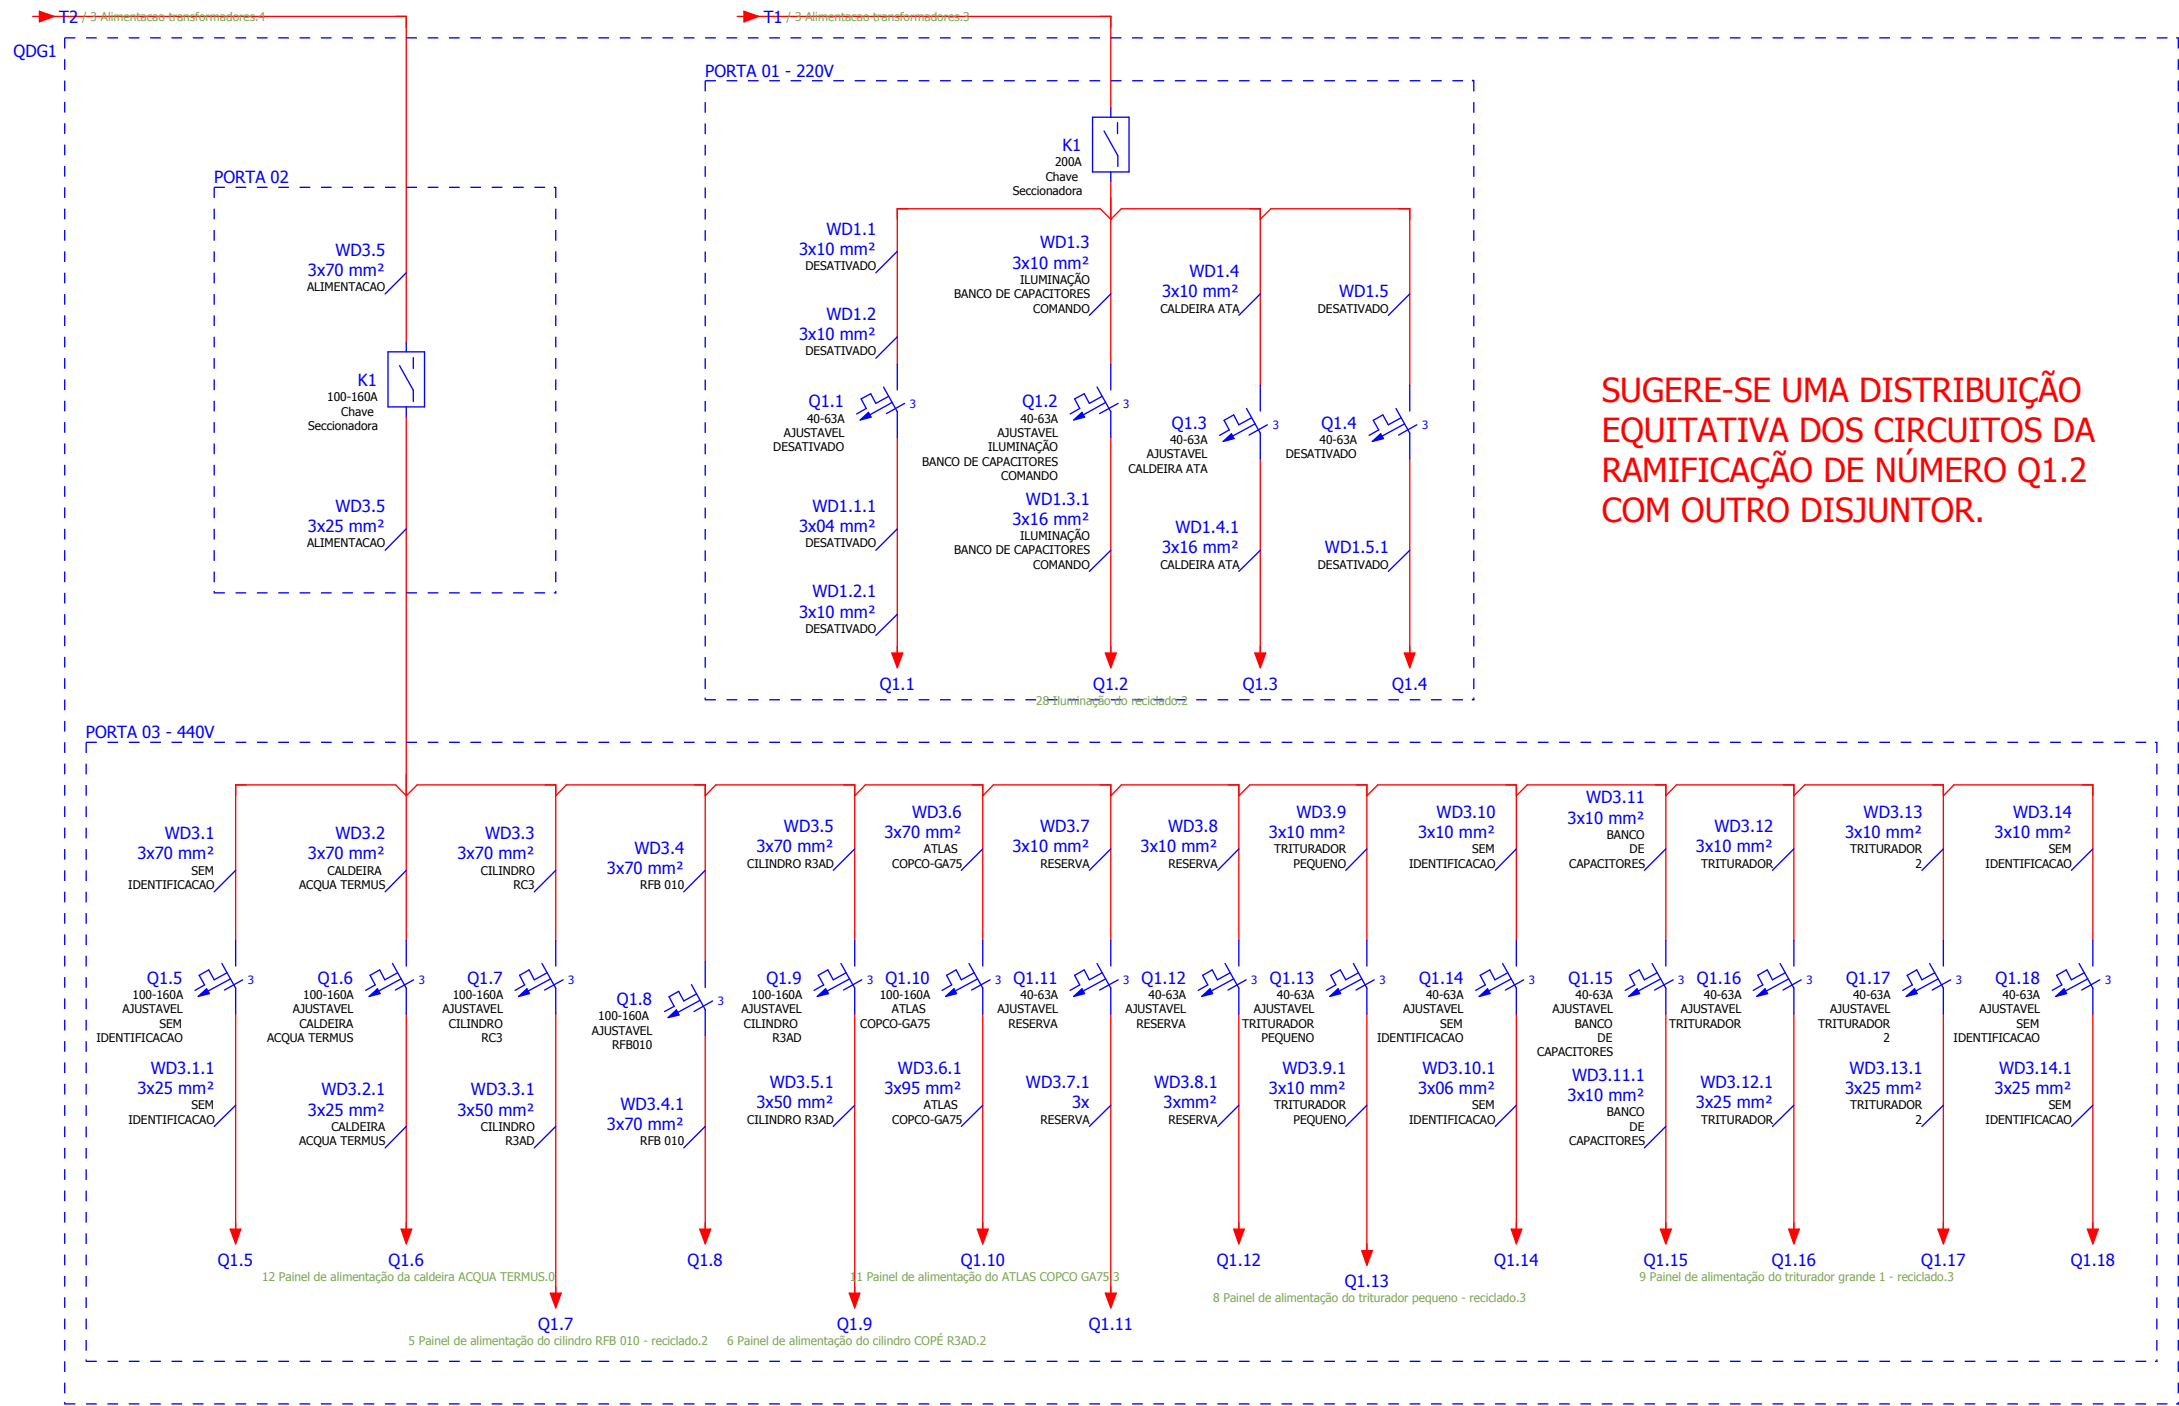 T2 / 3 Alimentacao transformadores.4
T1 / 3 Alimentacao transformadores.3
QDG1
PORTA 01 - 220V
K1
200A
Chave
Seccionadora
PORTA 02
WD3.5
3x70 mm²
ALIMENTACAO
K1
100-160A
Chave
Seccionadora
WD3.5
3x25 mm²
ALIMENTACAO
WD1.1
3x10 mm²
DESATIVADO
WD1.2
3x10 mm²
DESATIVADO
Q1.1
40-63A
AJUSTAVEL
DESATIVADO
3
WD1.1.1
3x04 mm²
DESATIVADO
WD1.2.1
3x10 mm²
DESATIVADO
Q1.1
WD1.3
3x10 mm²
ILUMINAÇÃO
BANCO DE CAPACITORES
COMANDO
Q1.2
40-63A
AJUSTAVEL
ILUMINAÇÃO
BANCO DE CAPACITORES
COMANDO
3
WD1.3.1
3x16 mm²
ILUMINAÇÃO
BANCO DE CAPACITORES
COMANDO
Q1.2
28 Iluminação do reciclado.2
WD1.4
3x10 mm²
CALDEIRA ATA
Q1.3
40-63A
AJUSTAVEL
CALDEIRA ATA
3
WD1.4.1
3x16 mm²
CALDEIRA ATA
Q1.3
WD1.5
DESATIVADO
Q1.4
40-63A
DESATIVADO
3
WD1.5.1
DESATIVADO
Q1.4
SUGERE-SE UMA DISTRIBUIÇÃO
EQUITATIVA DOS CIRCUITOS DA
RAMIFICAÇÃO DE NÚMERO Q1.2
COM OUTRO DISJUNTOR.
PORTA 03 - 440V
WD3.1
3x70 mm²
SEM
IDENTIFICACAO
Q1.5
100-160A
AJUSTAVEL
SEM
IDENTIFICACAO
3
WD3.1.1
3x25 mm²
SEM
IDENTIFICACAO
Q1.5
WD3.2
3x70 mm²
CALDEIRA
ACQUA TERMUS
Q1.6
100-160A
AJUSTAVEL
CALDEIRA
ACQUA TERMUS
3
WD3.2.1
3x25 mm²
CALDEIRA
ACQUA TERMUS
Q1.6
12 Painel de alimentação da caldeira ACQUA TERMUS.0
WD3.3
3x70 mm²
CILINDRO
RC3
Q1.7
100-160A
AJUSTAVEL
CILINDRO
RC3
3
WD3.3.1
3x50 mm²
CILINDRO
R3AD
Q1.7
5 Painel de alimentação do cilindro RFB 010 - reciclado.2
WD3.4
3x70 mm²
RFB 010
Q1.8
100-160A
AJUSTAVEL
RFB010
3
WD3.4.1
3x70 mm²
RFB 010
Q1.8
WD3.5
3x70 mm²
CILINDRO R3AD
Q1.9
100-160A
AJUSTAVEL
CILINDRO
R3AD
3
WD3.5.1
3x50 mm²
CILINDRO R3AD
Q1.9
6 Painel de alimentação do cilindro COPÉ R3AD.2
WD3.6
3x70 mm²
ATLAS
COPCO-GA75
Q1.10
100-160A
ATLAS
COPCO-GA75
3
WD3.6.1
3x95 mm²
ATLAS
COPCO-GA75
Q1.10
11 Painel de alimentação do ATLAS COPCO GA75.3
WD3.7
3x10 mm²
RESERVA
Q1.11
40-63A
AJUSTAVEL
RESERVA
3
WD3.7.1
3x
RESERVA
Q1.11
WD3.8
3x10 mm²
RESERVA
Q1.12
40-63A
AJUSTAVEL
RESERVA
3
WD3.8.1
3xmm²
RESERVA
Q1.12
WD3.9
3x10 mm²
TRITURADOR
PEQUENO
Q1.13
40-63A
AJUSTAVEL
TRITURADOR
PEQUENO
3
WD3.9.1
3x10 mm²
TRITURADOR
PEQUENO
Q1.13
8 Painel de alimentação do triturador pequeno - reciclado.3
WD3.10
3x10 mm²
SEM
IDENTIFICACAO
Q1.14
40-63A
AJUSTAVEL
SEM
IDENTIFICACAO
3
WD3.10.1
3x06 mm²
SEM
IDENTIFICACAO
Q1.14
WD3.11
3x10 mm²
BANCO
DE
CAPACITORES
Q1.15
40-63A
AJUSTAVEL
BANCO
DE
CAPACITORES
3
WD3.11.1
3x10 mm²
BANCO
DE
CAPACITORES
Q1.15
WD3.12
3x10 mm²
TRITURADOR
Q1.16
40-63A
AJUSTAVEL
TRITURADOR
3
WD3.12.1
3x25 mm²
TRITURADOR
Q1.16
9 Painel de alimentação do triturador grande 1 - reciclado.3
WD3.13
3x10 mm²
TRITURADOR
2
Q1.17
40-63A
AJUSTAVEL
TRITURADOR
2
3
WD3.13.1
3x25 mm²
TRITURADOR
2
Q1.17
WD3.14
3x10 mm²
SEM
IDENTIFICACAO
Q1.18
40-63A
AJUSTAVEL
SEM
IDENTIFICACAO
3
WD3.14.1
3x25 mm²
SEM
IDENTIFICACAO
Q1.18